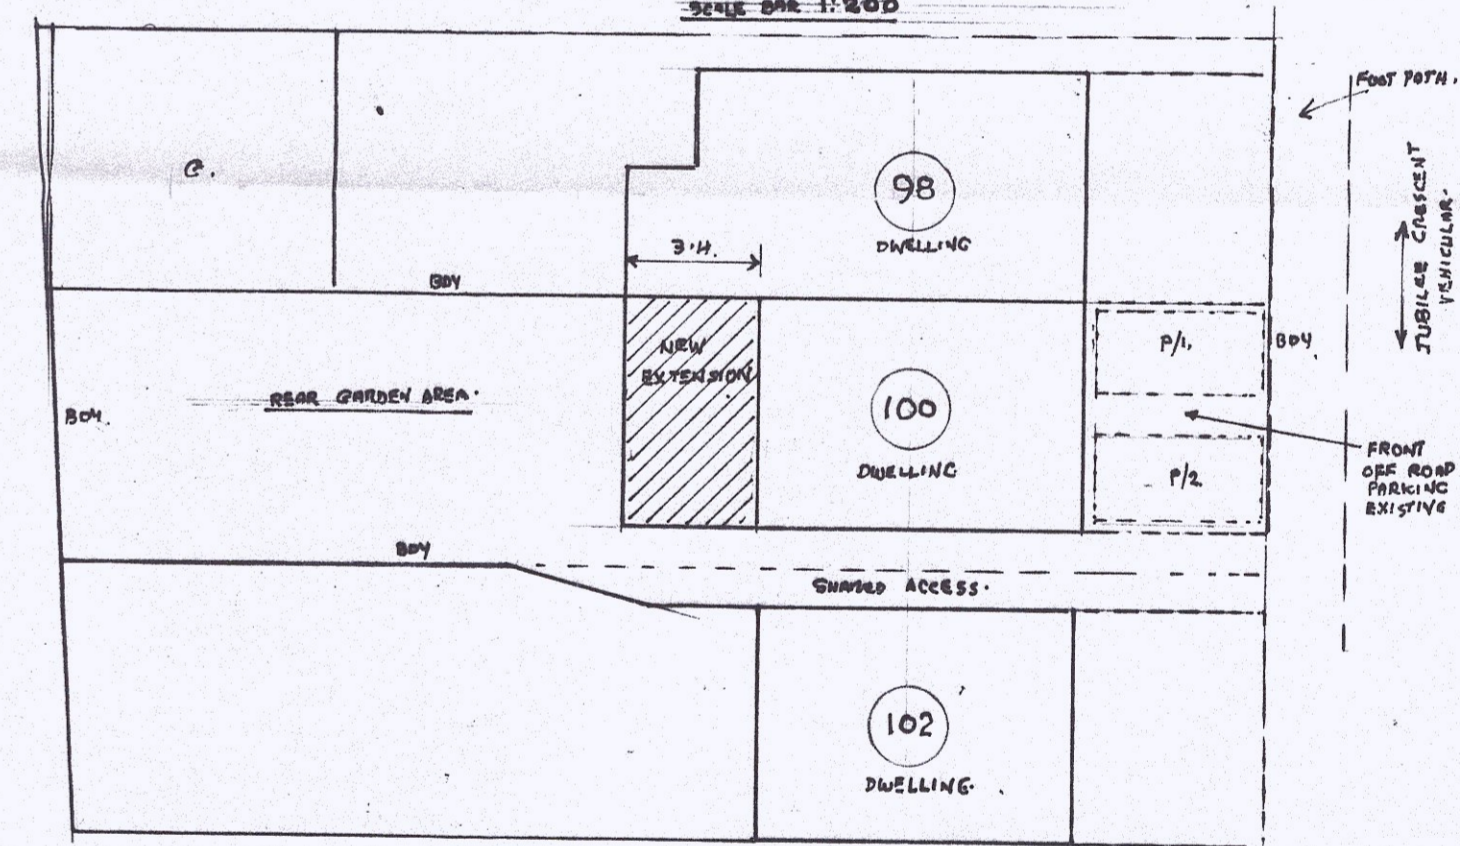 SCALE BAR 1:200
FOOT PATH.
JUBILEE CRESCENT
VEHICULAR.
98
DWELLING
3.4.
BDY
NEW
EXTENSION
REAR GARDEN AREA.
BDY.
100
DWELLING
P/1.
BDY.
P/2
FRONT
OFF ROAD
PARKING
EXISTING
BDY
SHARED ACCESS.
102
DWELLING.